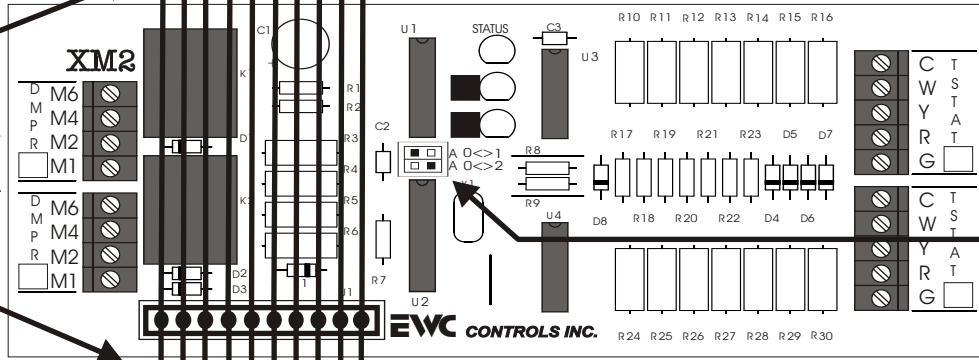 XM2
D M P R
M6
M4
M2
M1
D M P R
M6
M4
M2
M1
C1
K
D1
K
D2
D3
R1
R2
R3
R4
R5
R6
1
J1
C2
R7
U1
A 0<>1
A 0<>2
U2
STATUS
C3
U3
R8
R9
U4
EWC CONTROLS INC.
R10 R11 R12 R13 R14 R15 R16
R17 R19 R21 R23 D5 D7
D8 R18 R20 R22 D4 D6
R24 R25 R26 R27 R28 R29 R30
C
W
Y
R
G
T S T A T
C
W
Y
R
G
T S T A T